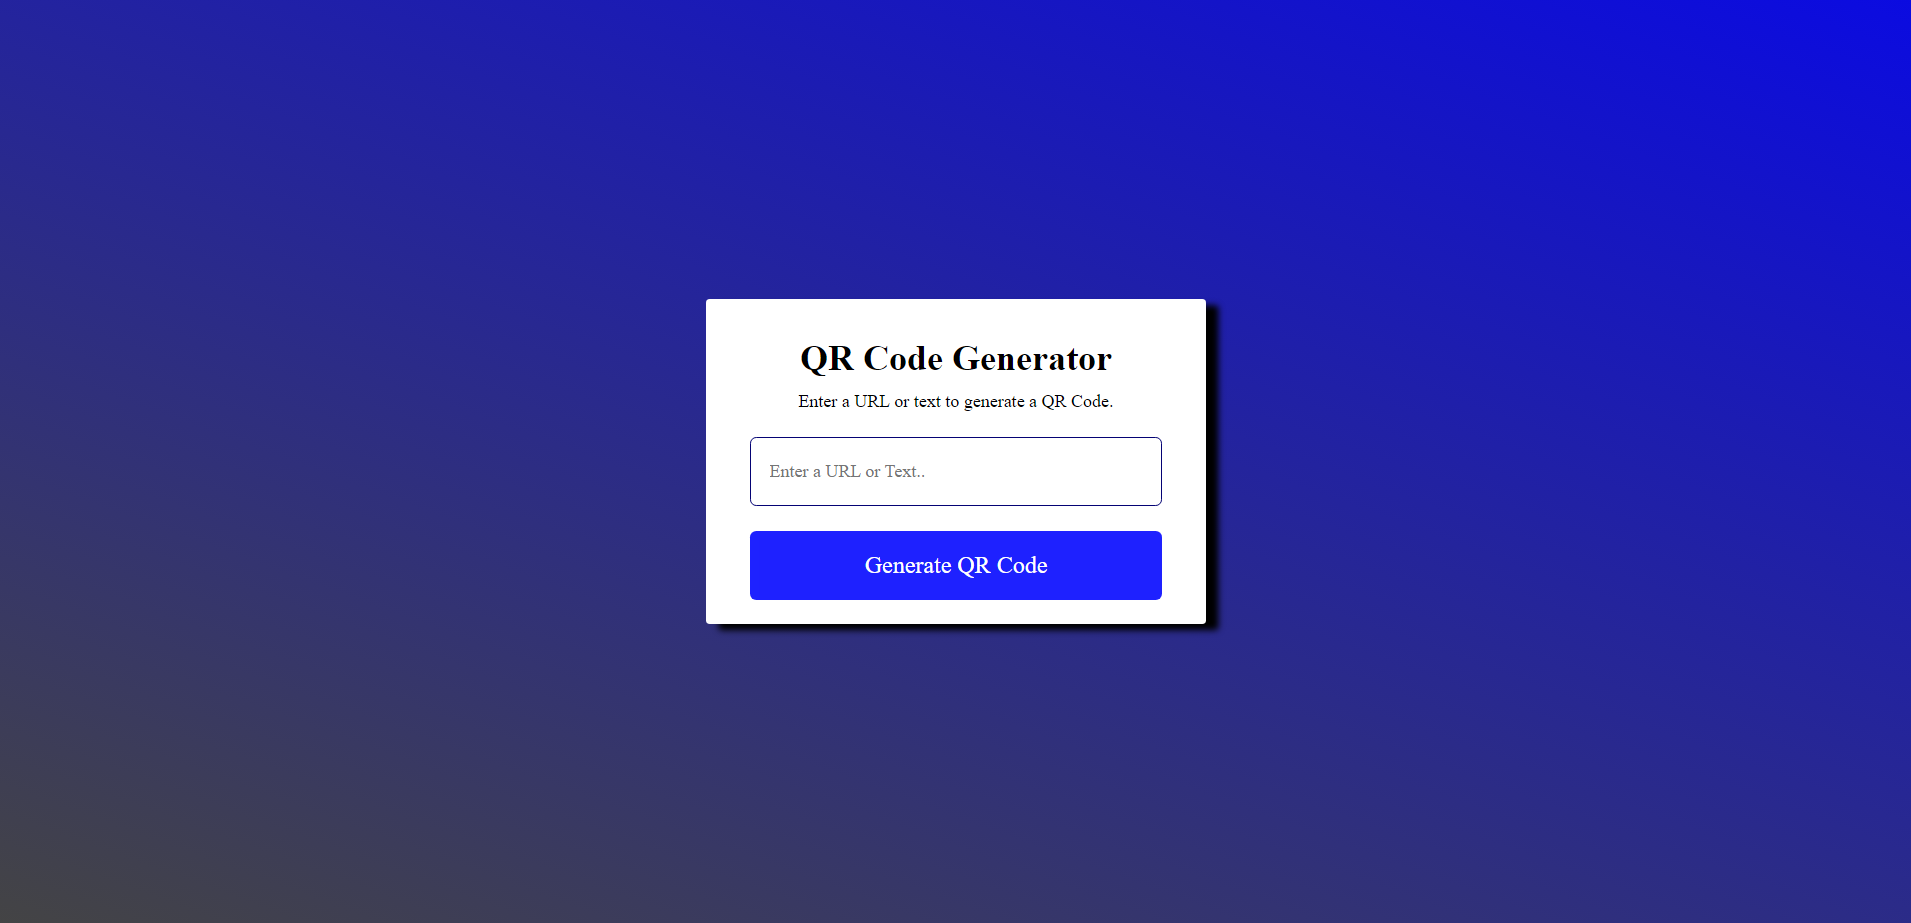 QR Code Generator
Enter a URL or text to generate a QR Code.
Enter a URL or Text..
Generate QR Code